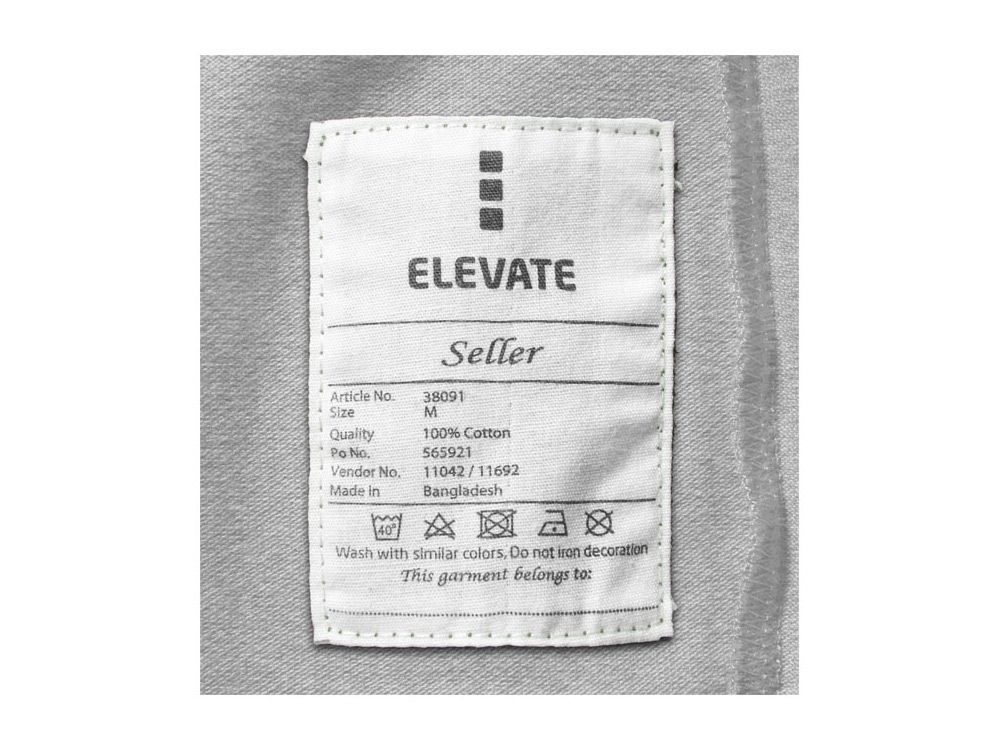 ELEVATE
Seller
Article No. 38091
Size M
Quality 100% Cotton
Po No. 565921
Vendor No. 11042 / 11692
Made In Bangladesh
40°
Wash with similar colors, Do not iron decoration
This garment belongs to: